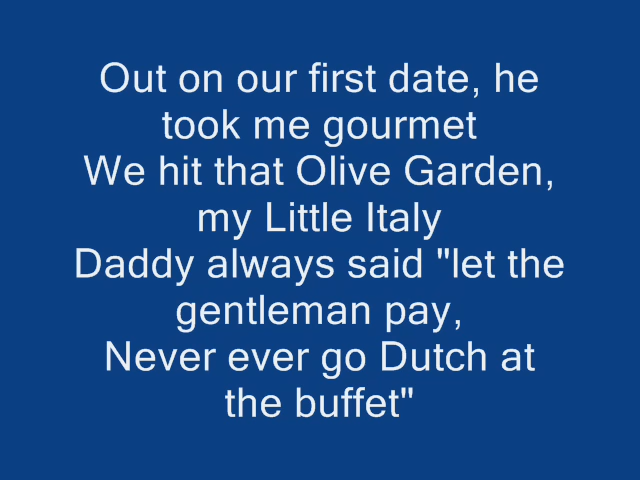 Out on our first date, he
took me gourmet
We hit that Olive Garden,
my Little Italy
Daddy always said "let the
gentleman pay,
Never ever go Dutch at
the buffet"